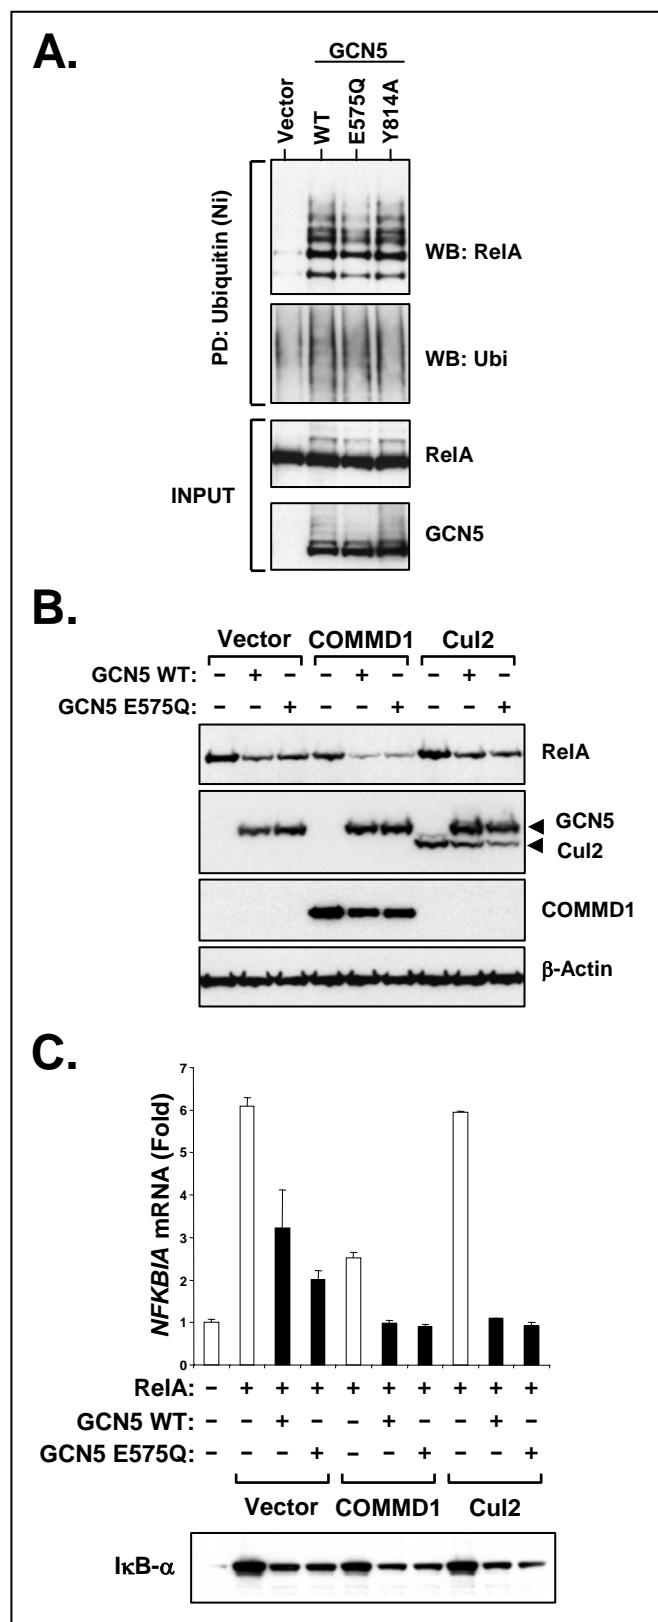 A.
GCN5
Vector
WT
E575Q
Y814A
PD: Ubiquitin (Ni)
WB: RelA
WB: Ubi
INPUT
RelA
GCN5
B.
Vector COMMD1 Cul2
GCN5 WT: – + – – + – – + –
GCN5 E575Q: – – + – – + – – +
RelA
GCN5
Cul2
COMMD1
β-Actin
C.
NFKBIA mRNA (Fold)
7
6
5
4
3
2
1
0
RelA: – + + + + + + + + +
GCN5 WT: – – + – – + – – + –
GCN5 E575Q: – – – + – – + – – +
Vector COMMD1 Cul2
IκB-α